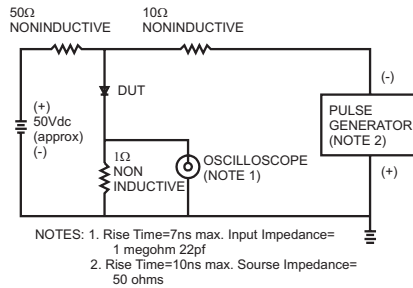 50Ω
NONINDUCTIVE
10Ω
NONINDUCTIVE
DUT
(+)
50Vdc
(approx)
(-)
1Ω
NON
INDUCTIVE
OSCILLOSCOPE
(NOTE 1)
(-)
PULSE
GENERATOR
(NOTE 2)
(+)
NOTES: 1. Rise Time=7ns max. Input Impedance=
1 megohm 22pf
2. Rise Time=10ns max. Sourse Impedance=
50 ohms